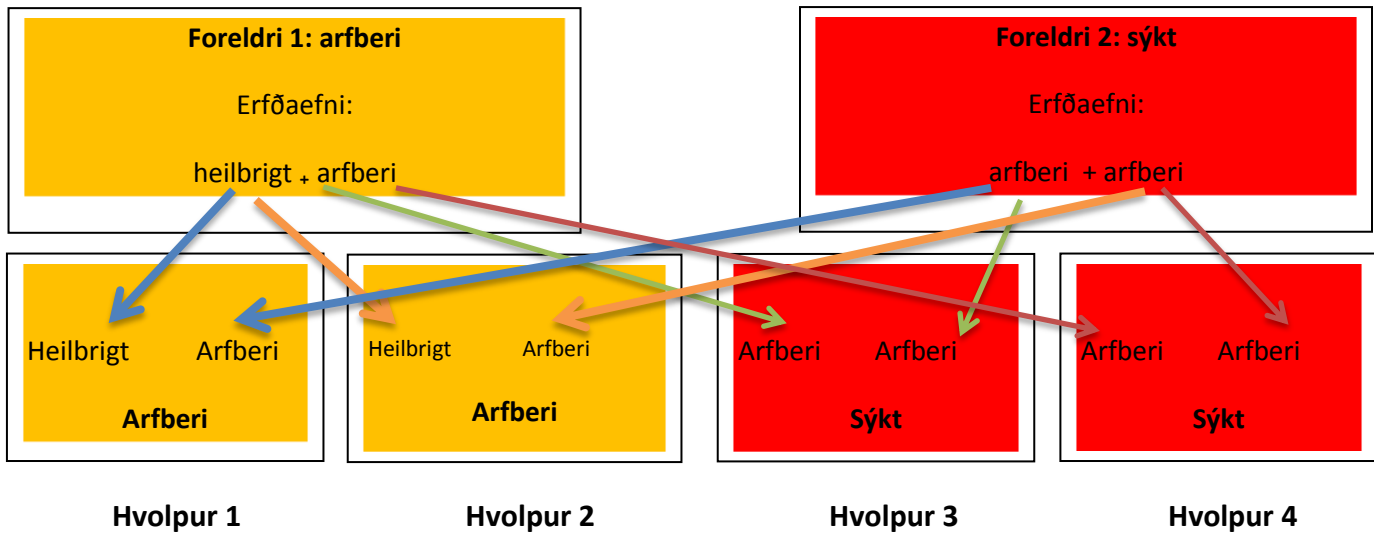 Foreldri 1: arfberi
Erfðaefni:
heilbrigt + arfberi
Foreldri 2: sýkt
Erfðaefni:
arfberi + arfberi
Heilbrigt Arfberi
Arfberi
Heilbrigt Arfberi
Arfberi
Arfberi Arfberi
Sýkt
Arfberi Arfberi
Sýkt
Hvolpur 1 Hvolpur 2 Hvolpur 3 Hvolpur 4